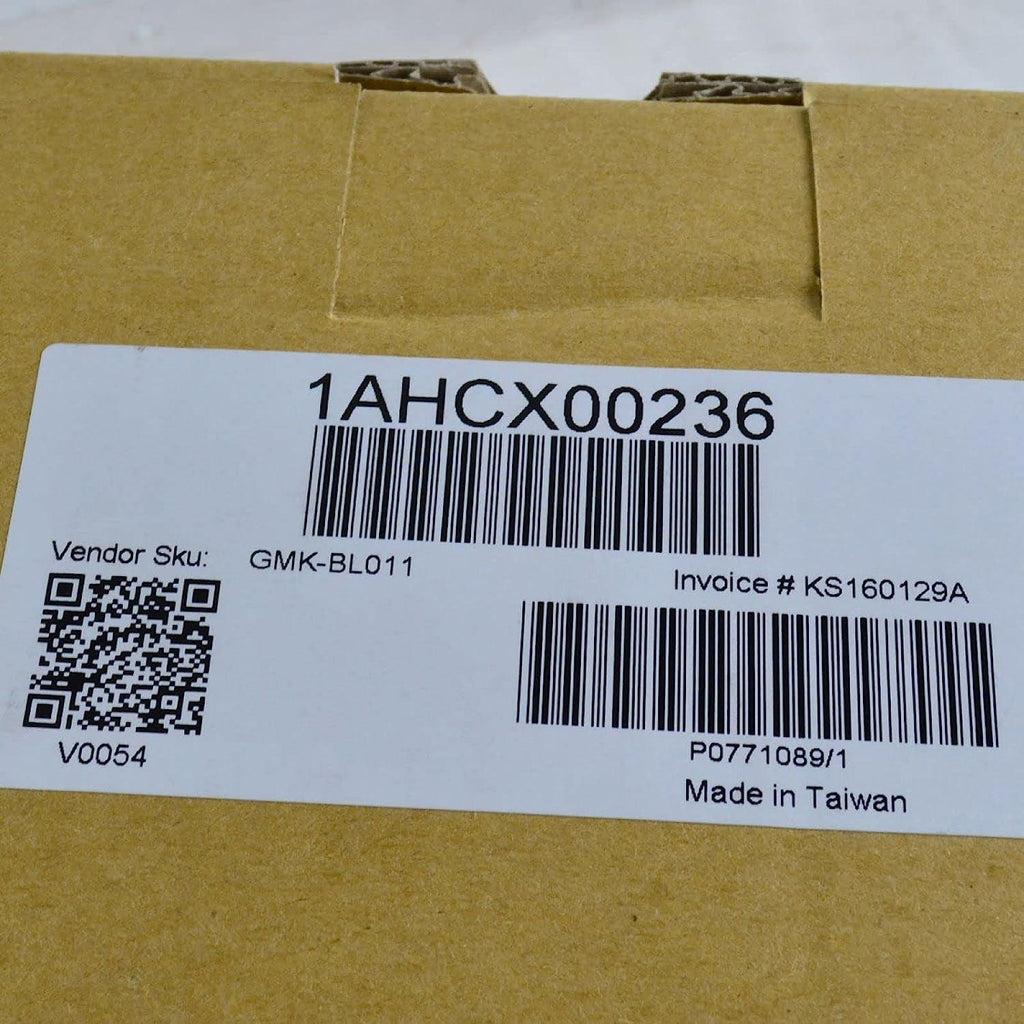 1AHCX00236
Vendor Sku: GMK-BL011
Invoice # KS160129A
V0054
P0771089/1
Made in Taiwan